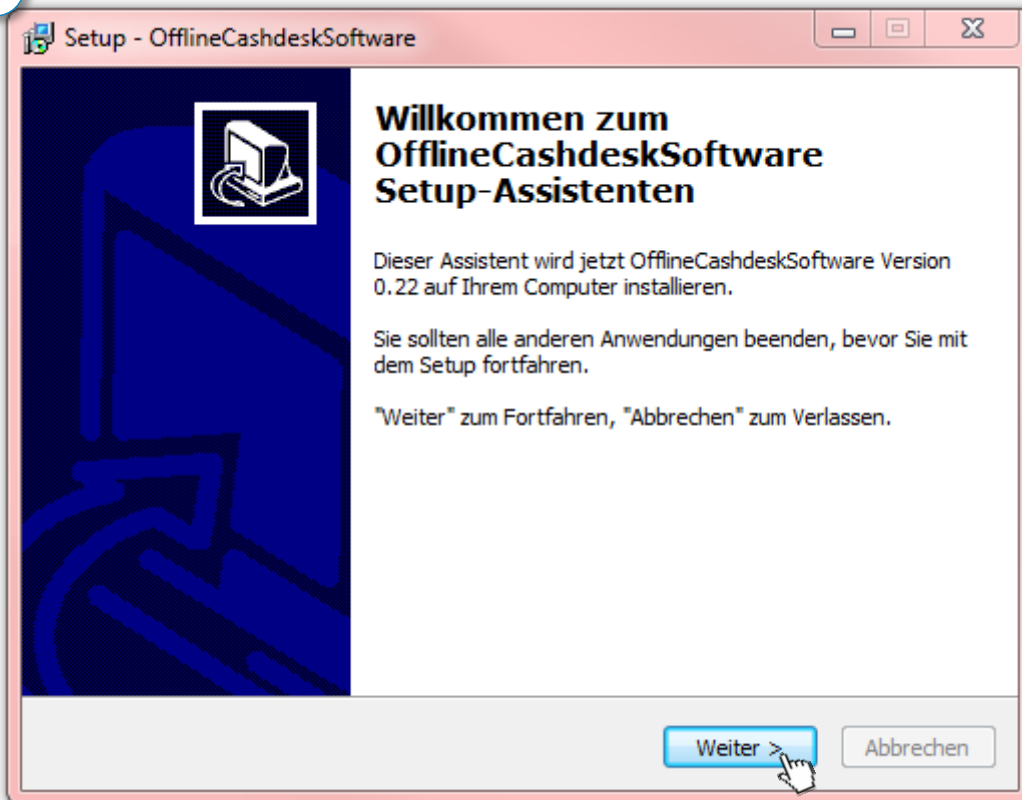 Setup - OfflineCashdeskSoftware
Willkommen zum
OfflineCashdeskSoftware
Setup-Assistenten
Dieser Assistent wird jetzt OfflineCashdeskSoftware Version
0.22 auf Ihrem Computer installieren.
Sie sollten alle anderen Anwendungen beenden, bevor Sie mit
dem Setup fortfahren.
"Weiter" zum Fortfahren, "Abbrechen" zum Verlassen.
Weiter >
Abbrechen